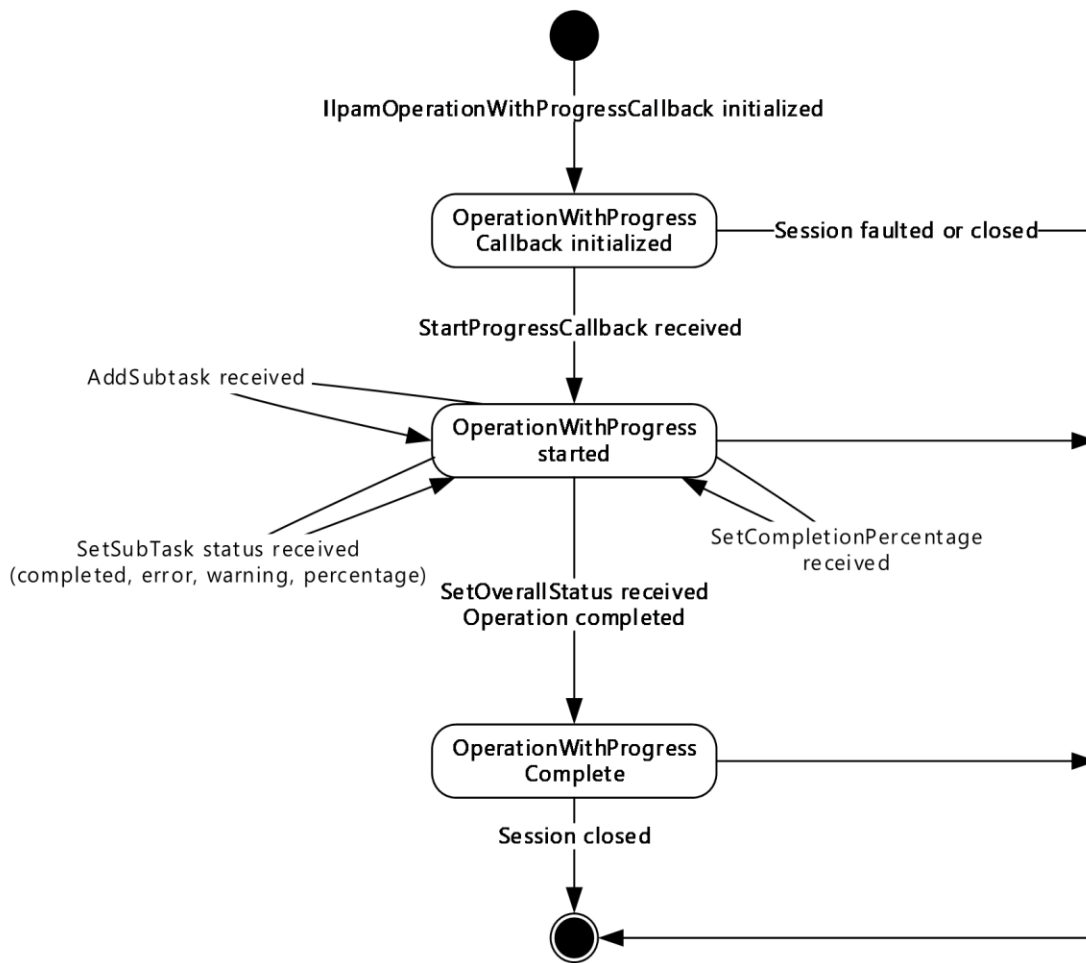 IIpamOperationWithProgressCallback initialized
OperationWithProgress
Callback initialized
Session faulted or closed
StartProgressCallback received
AddSubtask received
OperationWithProgress
started
SetSubTask status received
(completed, error, warning, percentage)
SetCompletionPercentage
received
SetOverallStatus received
Operation completed
OperationWithProgress
Complete
Session closed